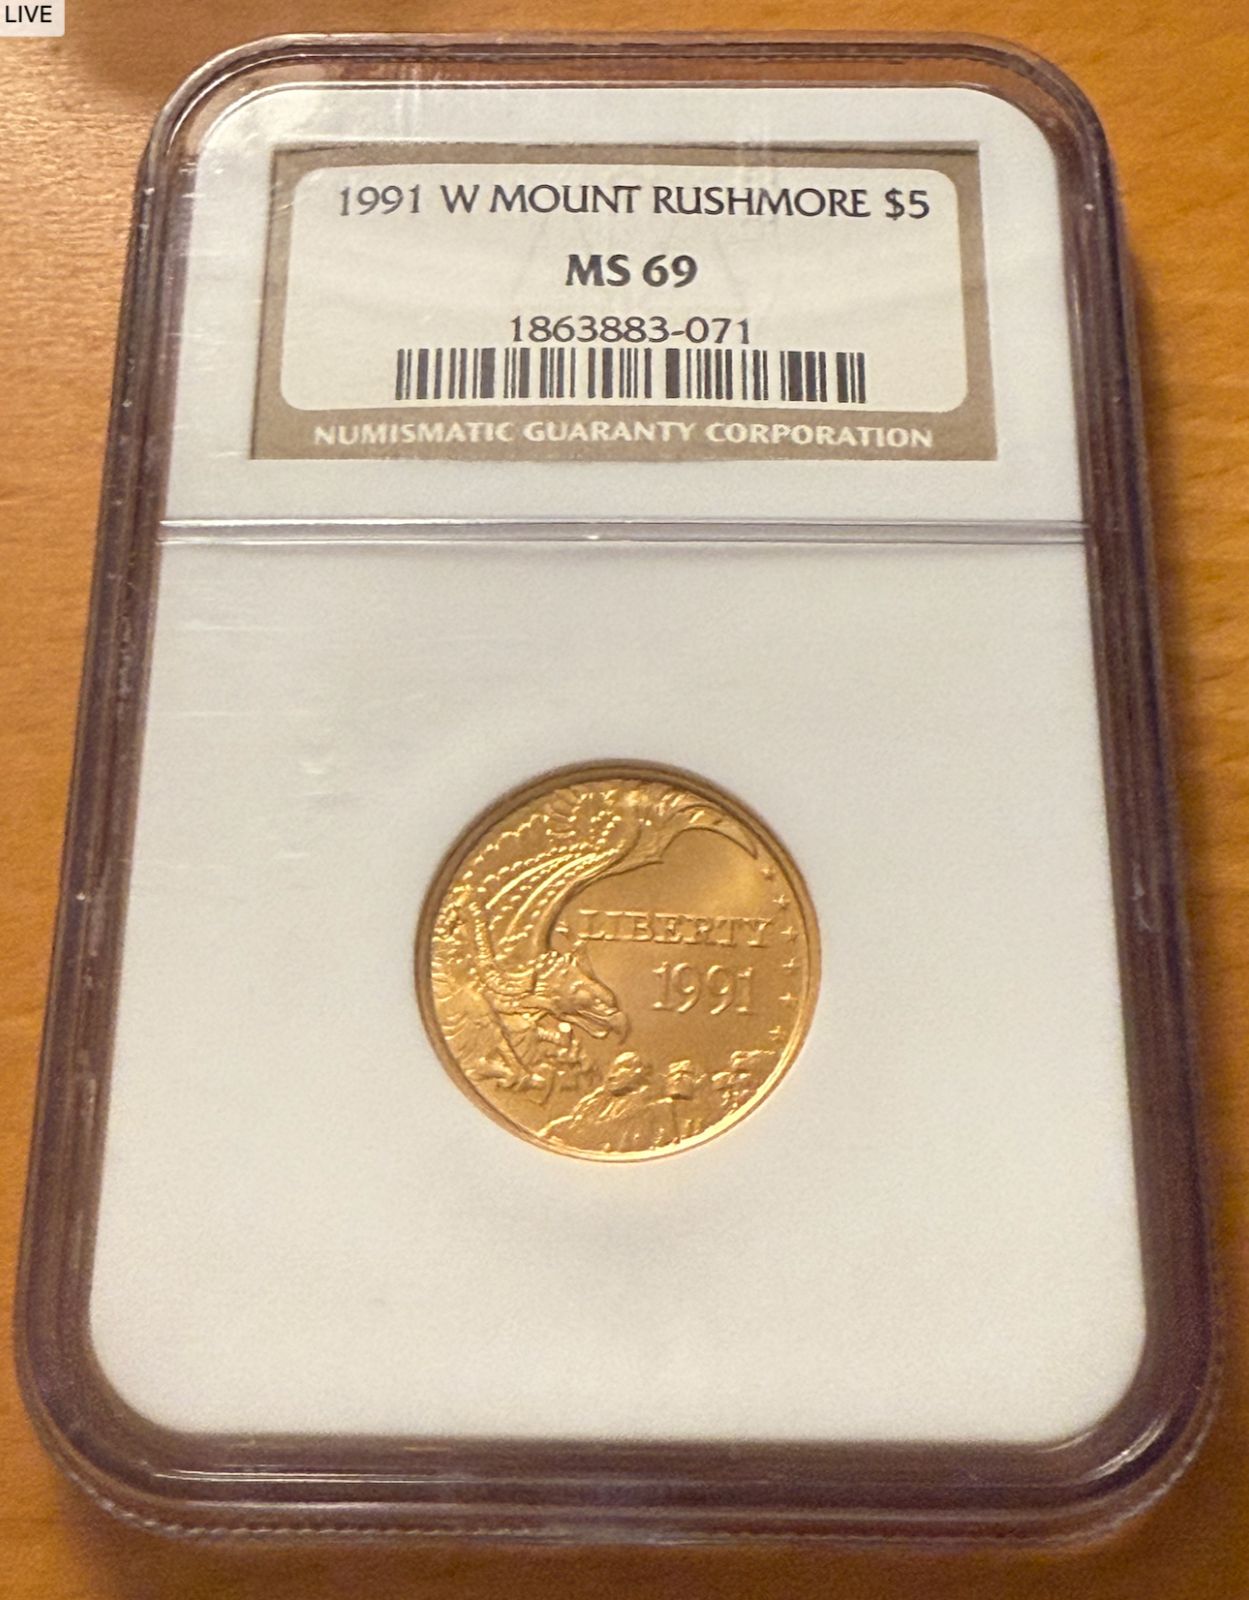 LIVE
1991 W MOUNT RUSHMORE $5
MS 69
1863883-071
NUMISMATIC GUARANTY CORPORATION
LIBERTY
1991